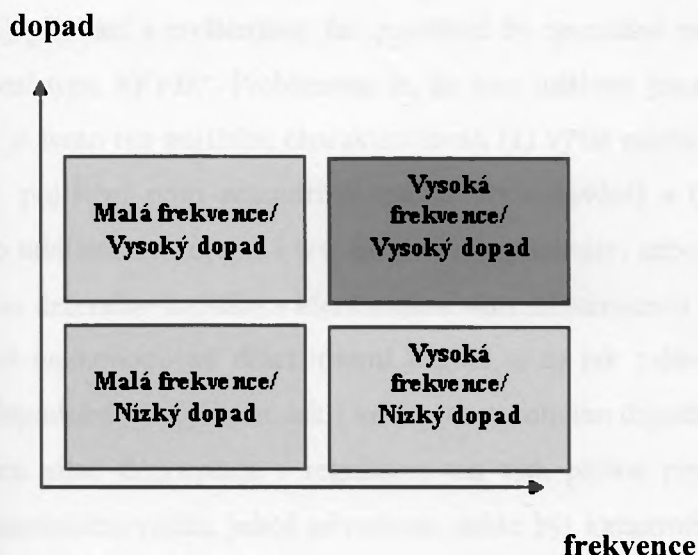 dopad
Malá frekvence/
Vysoký dopad
Vysoká
frekvence/
Vysoký dopad
Malá frekvence/
Nízký dopad
Vysoká
frekvence/
Nízký dopad
frekvence